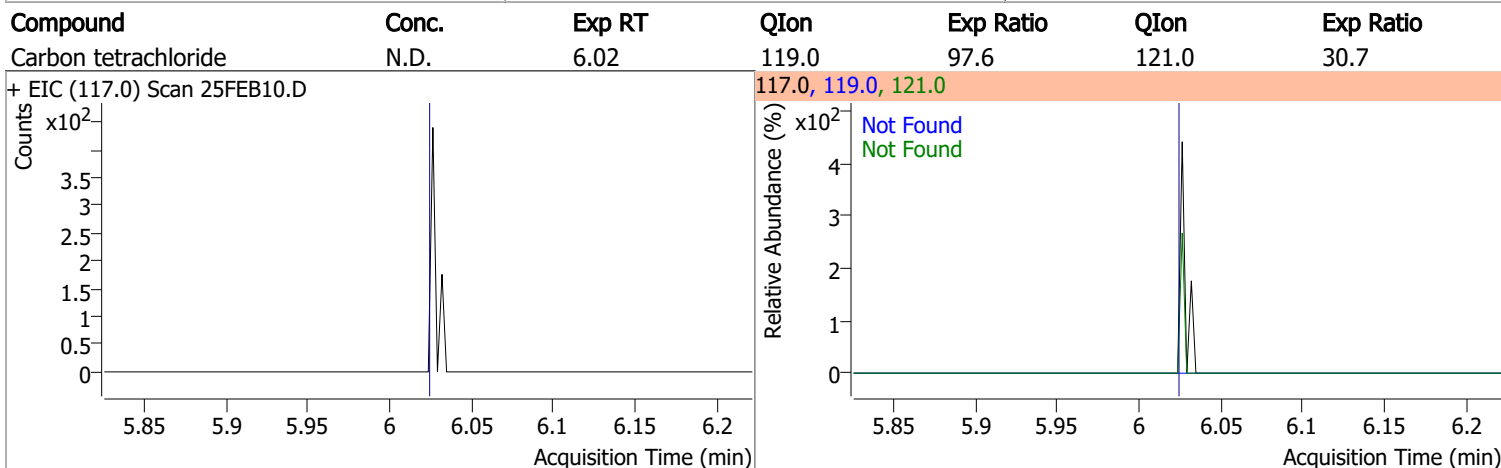 Compound Conc. Exp RT QIon Exp Ratio QIon Exp Ratio
Carbon tetrachloride N.D. 6.02 119.0 97.6 121.0 30.7
+ EIC (117.0) Scan 25FEB10.D
Counts
x10²
3.5
3
2.5
2
1.5
1
0.5
0
5.85 5.9 5.95 6 6.05 6.1 6.15 6.2
Acquisition Time (min)
117.0, 119.0, 121.0
Relative Abundance (%)
x10²
Not Found
Not Found
4
3
2
1
0
5.85 5.9 5.95 6 6.05 6.1 6.15 6.2
Acquisition Time (min)